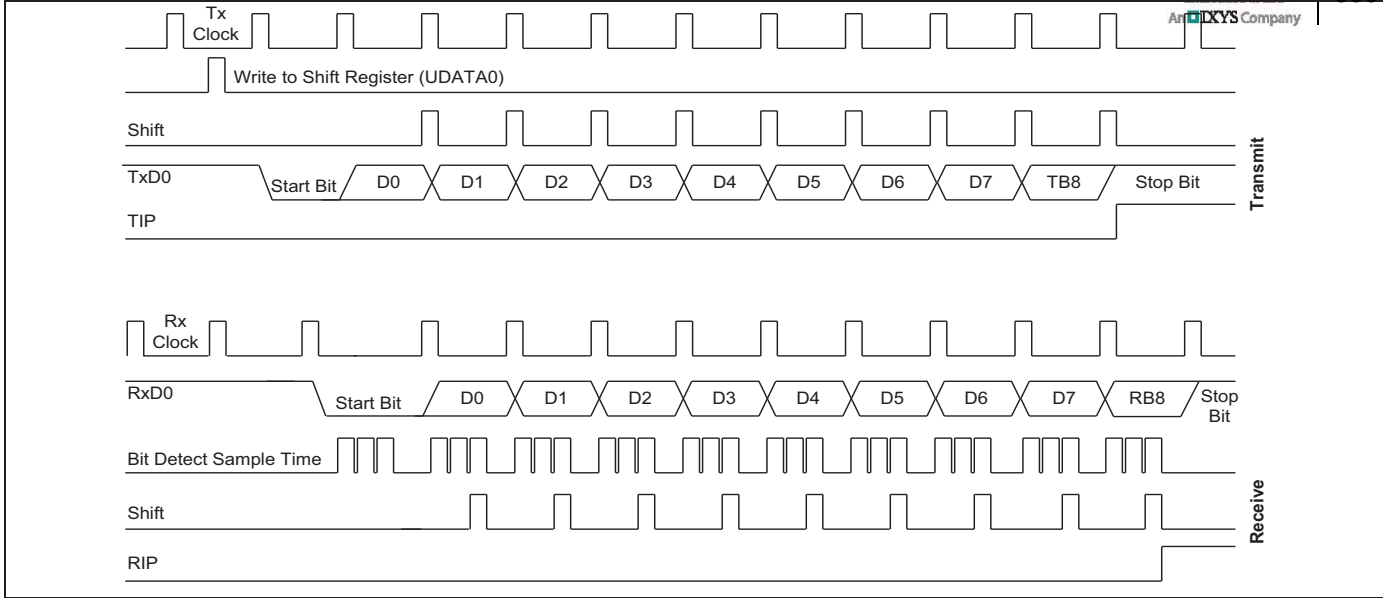 An IXYS Company
Tx
Clock
Write to Shift Register (UDATA0)
Shift
TxD0
Start Bit
D0
D1
D2
D3
D4
D5
D6
D7
TB8
Stop Bit
TIP
Transmit
Rx
Clock
RxD0
Start Bit
D0
D1
D2
D3
D4
D5
D6
D7
RB8
Stop
Bit
Bit Detect Sample Time
Shift
RIP
Receive